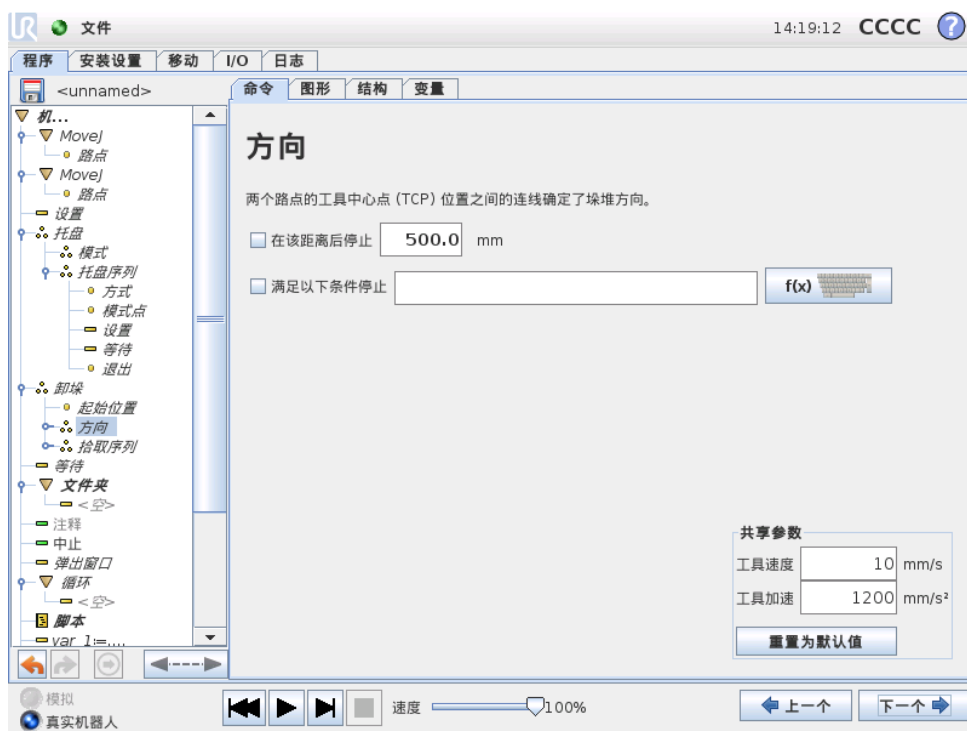 UR 文件 14:19:12 CCCC ?
程序 安装设置 移动 I/O 日志
<unnamed>
命令 图形 结构 变量
机...
MoveJ
路点
MoveJ
路点
设置
托盘
模式
托盘序列
方式
模式点
设置
等待
退出
卸垛
起始位置
方向
拾取序列
等待
文件夹
<空>
注释
中止
弹出窗口
循环
<空>
脚本
var_1:=....
方向
两个路点的工具中心点 (TCP) 位置之间的连线确定了垛堆方向。
在该距离后停止 500.0 mm
满足以下条件停止 f(x)
共享参数
工具速度 10 mm/s
工具加速 1200 mm/s²
重置为默认值
模拟
真实机器人
速度 100%
上一个 下一个